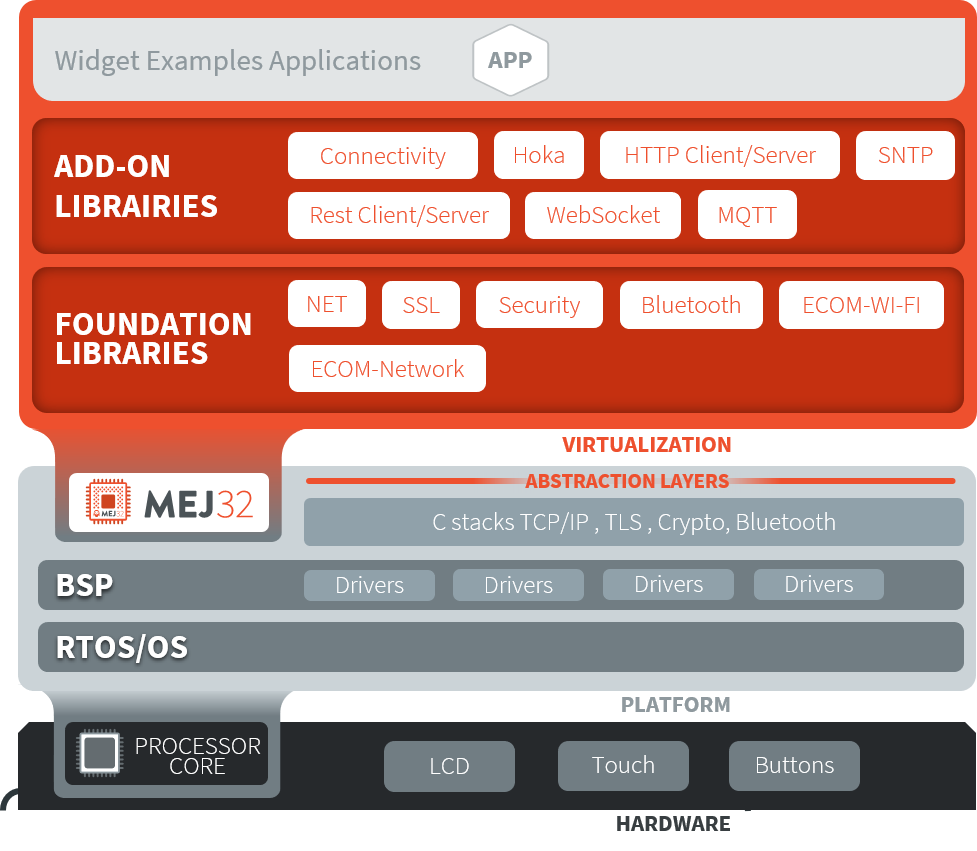 Widget Examples Applications APP
ADD-ON
LIBRAIRIES
Connectivity Hoka HTTP Client/Server SNTP
Rest Client/Server WebSocket MQTT
FOUNDATION
LIBRARIES
NET SSL Security Bluetooth ECOM-WI-FI
ECOM-Network
VIRTUALIZATION
ABSTRACTION LAYERS
MEJ32
MEJ32
C stacks TCP/IP , TLS , Crypto, Bluetooth
BSP Drivers Drivers Drivers Drivers
RTOS/OS
PLATFORM
PROCESSOR
CORE
LCD Touch Buttons
HARDWARE